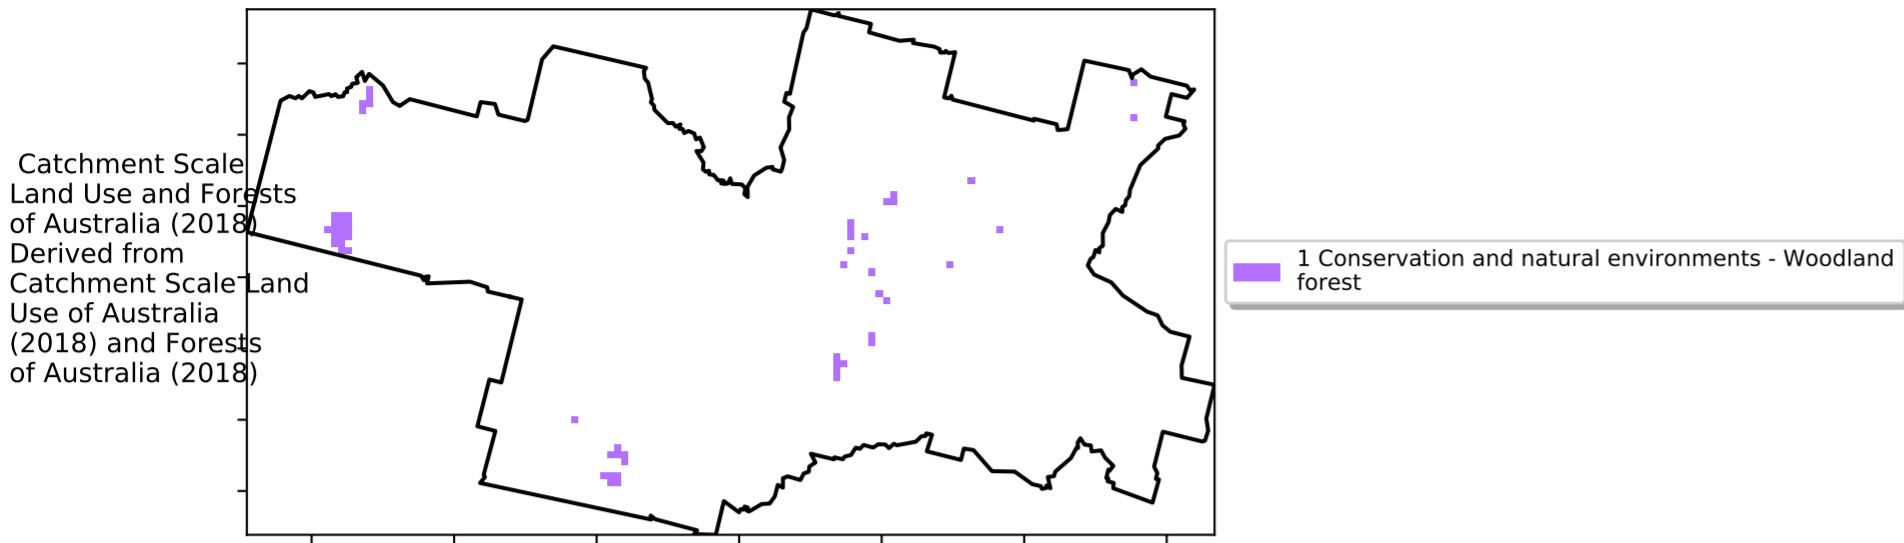 Catchment Scale
Land Use and Forests
of Australia (2018)
Derived from
Catchment Scale Land
Use of Australia
(2018) and Forests
of Australia (2018)
1 Conservation and natural environments - Woodland
forest